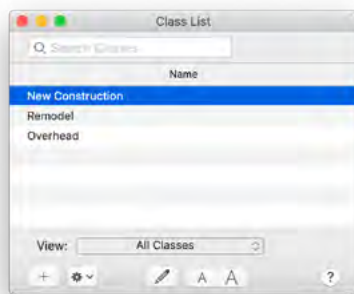 Class List
Search Classes
Name
New Construction
Remodel
Overhead
View: All Classes
+ A A ?